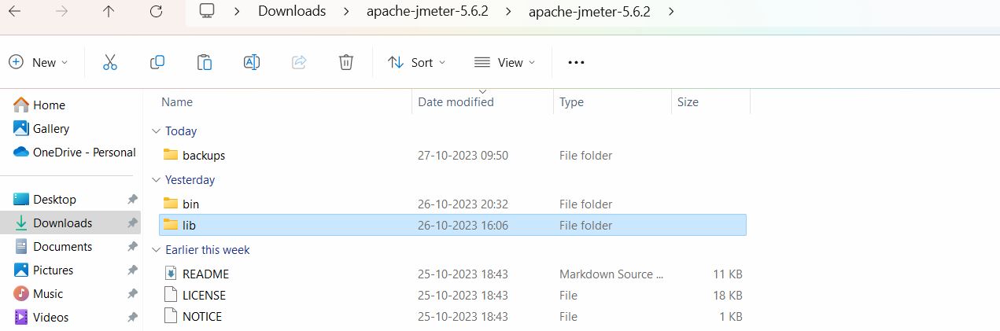 Downloads > apache-jmeter-5.6.2 > apache-jmeter-5.6.2 >
New Sort View ...
Name Date modified Type Size
Home
Gallery
OneDrive - Personal
Desktop
Downloads
Documents
Pictures
Music
Videos
Today
backups 27-10-2023 09:50 File folder
Yesterday
bin 26-10-2023 20:32 File folder
lib 26-10-2023 16:06 File folder
Earlier this week
README 25-10-2023 18:43 Markdown Source ... 11 KB
LICENSE 25-10-2023 18:43 File 18 KB
NOTICE 25-10-2023 18:43 File 1 KB